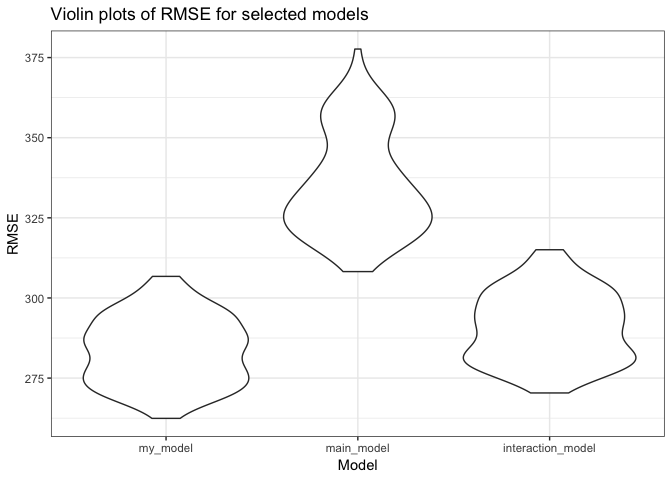 Violin plots of RMSE for selected models
RMSE
375
350
325
300
275
my_model
main_model
interaction_model
Model